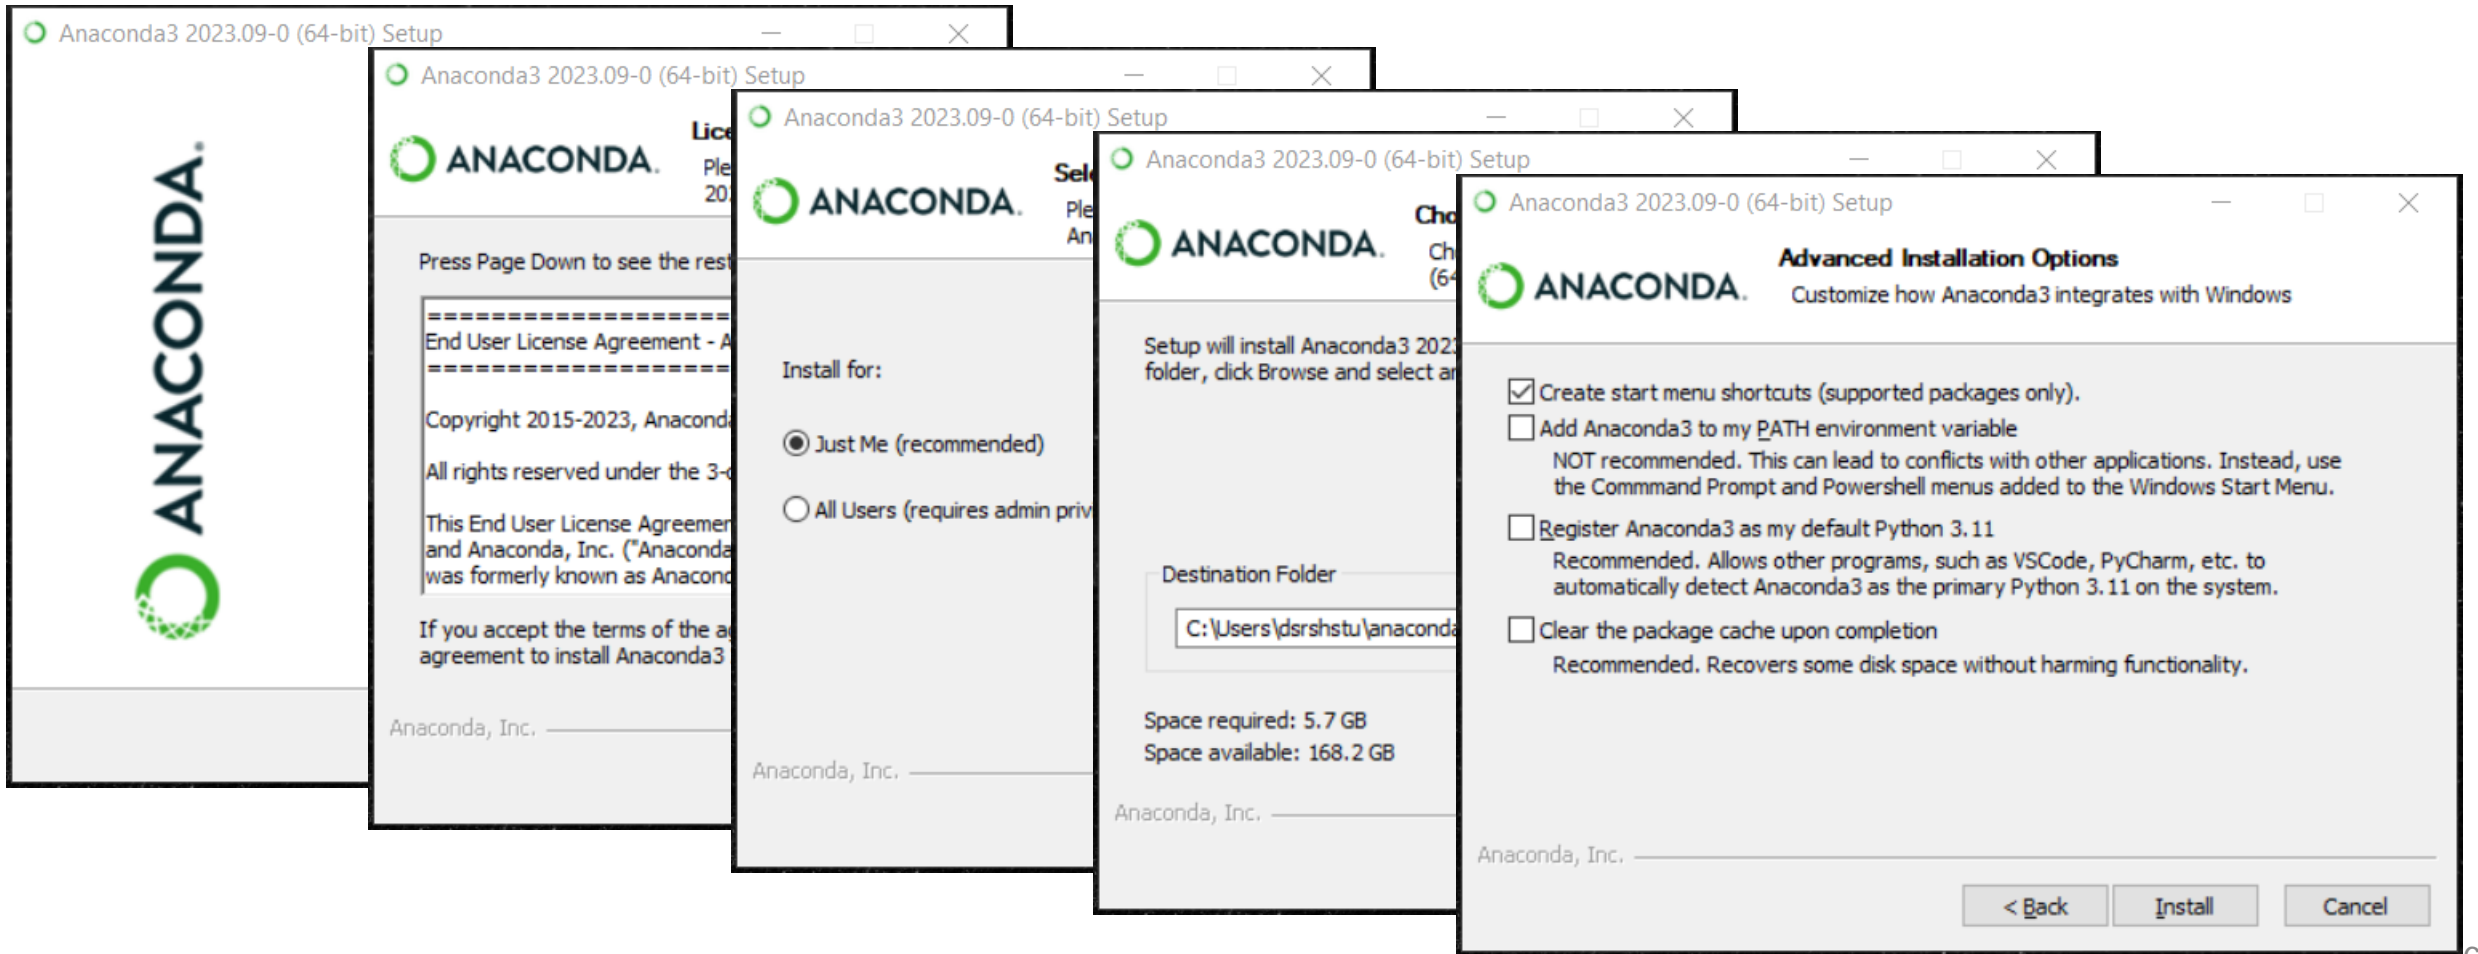 Anaconda3 2023.09-0 (64-bit) Setup
ANACONDA.
Anaconda3 2023.09-0 (64-bit) Setup
ANACONDA.
Press Page Down to see the rest
==================
End User License Agreement - A
==================
Copyright 2015-2023, Anaconda
All rights reserved under the 3-c
This End User License Agreemen
and Anaconda, Inc. ("Anaconda
was formerly known as Anacond
If you accept the terms of the ag
agreement to install Anaconda3
Anaconda, Inc.
Anaconda3 2023.09-0 (64-bit) Setup
ANACONDA.
Install for:
Just Me (recommended)
All Users (requires admin priv
Anaconda, Inc.
Anaconda3 2023.09-0 (64-bit) Setup
ANACONDA.
Setup will install Anaconda3 2023
folder, click Browse and select an
Destination Folder
C:\Users\dsrshstu\anaconda
Space required: 5.7 GB
Space available: 168.2 GB
Anaconda, Inc.
Anaconda3 2023.09-0 (64-bit) Setup
ANACONDA.
Advanced Installation Options
Customize how Anaconda3 integrates with Windows
Create start menu shortcuts (supported packages only).
Add Anaconda3 to my PATH environment variable
NOT recommended. This can lead to conflicts with other applications. Instead, use
the Commmand Prompt and Powershell menus added to the Windows Start Menu.
Register Anaconda3 as my default Python 3.11
Recommended. Allows other programs, such as VSCode, PyCharm, etc. to
automatically detect Anaconda3 as the primary Python 3.11 on the system.
Clear the package cache upon completion
Recommended. Recovers some disk space without harming functionality.
Anaconda, Inc.
< Back
Install
Cancel